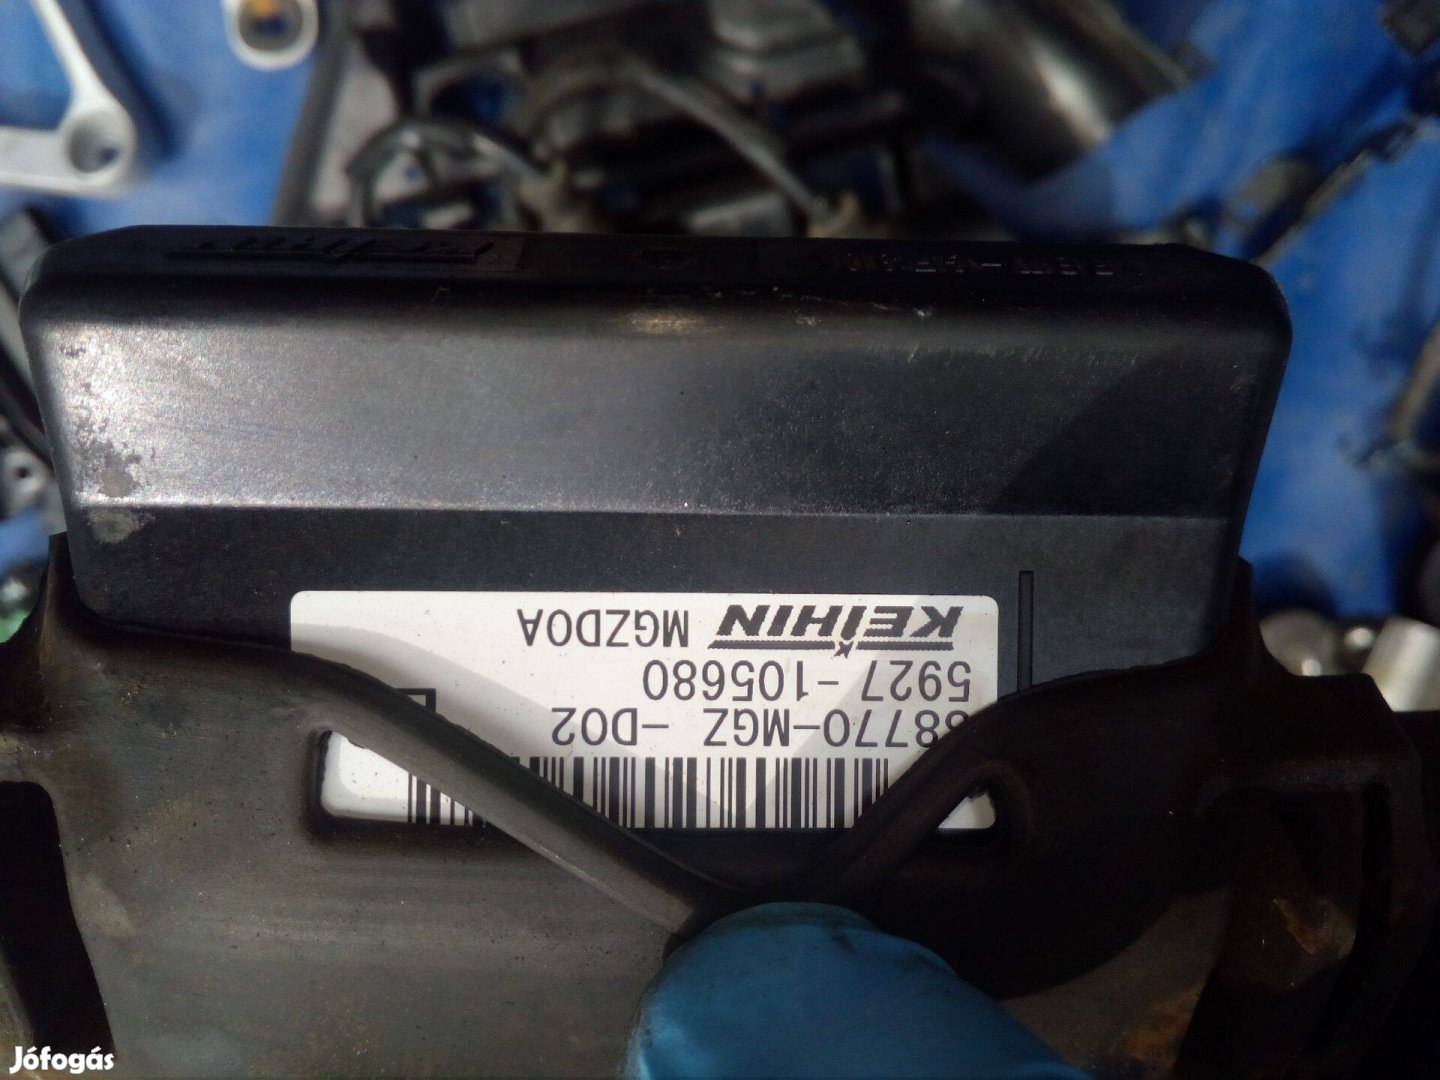 KEIHIN MGZD0A
5927-105680
38770-MGZ -D02
Jófogás